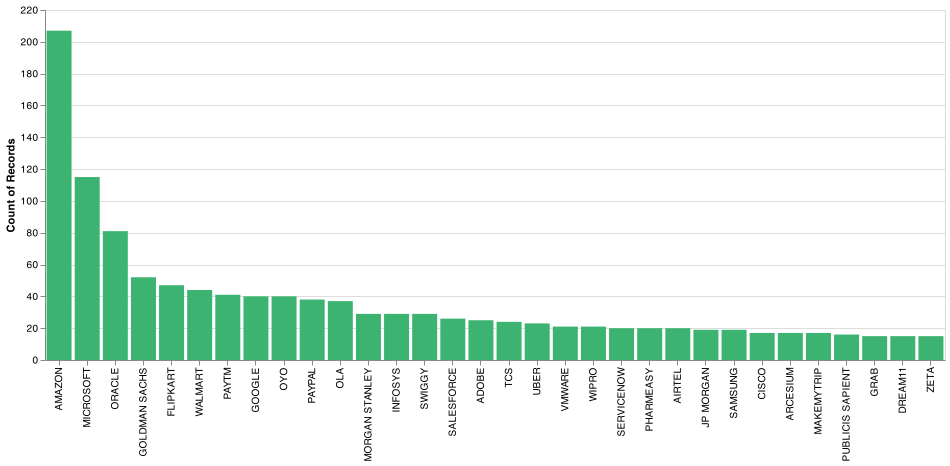 220
200
180
160
140
120
100
80
60
40
20
0
Count of Records
AMAZON
MICROSOFT
ORACLE
GOLDMAN SACHS
FLIPKART
WALMART
PAYTM
GOOGLE
OYO
PAYPAL
OLA
MORGAN STANLEY
INFOSYS
SWIGGY
SALESFORCE
ADOBE
TCS
UBER
VMWARE
WIPRO
SERVICENOW
PHARMEASY
AIRTEL
JP MORGAN
SAMSUNG
CISCO
ARCESIUM
MAKEMYTRIP
PUBLICIS SAPIENT
GRAB
DREAM11
ZETA